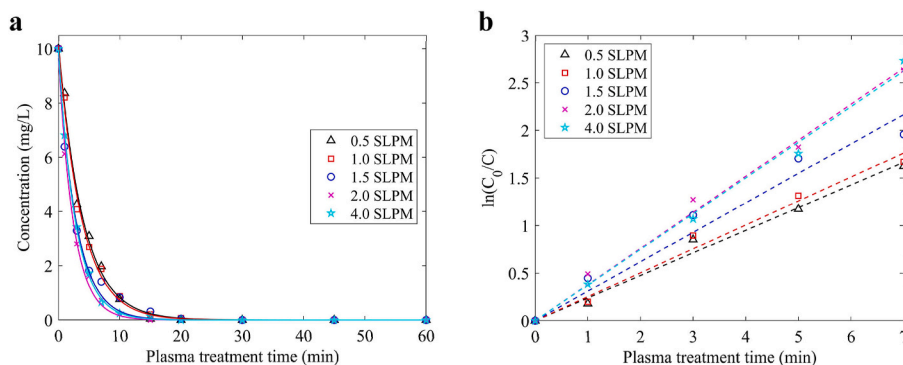 a
10
8
6
4
2
0
Concentration (mg/L)
0.5 SLPM
1.0 SLPM
1.5 SLPM
2.0 SLPM
4.0 SLPM
0 10 20 30 40 50 60
Plasma treatment time (min)
b
3
2.5
2
1.5
1
0.5
0
ln(C₀/C)
0.5 SLPM
1.0 SLPM
1.5 SLPM
2.0 SLPM
4.0 SLPM
0 1 2 3 4 5 6 7
Plasma treatment time (min)